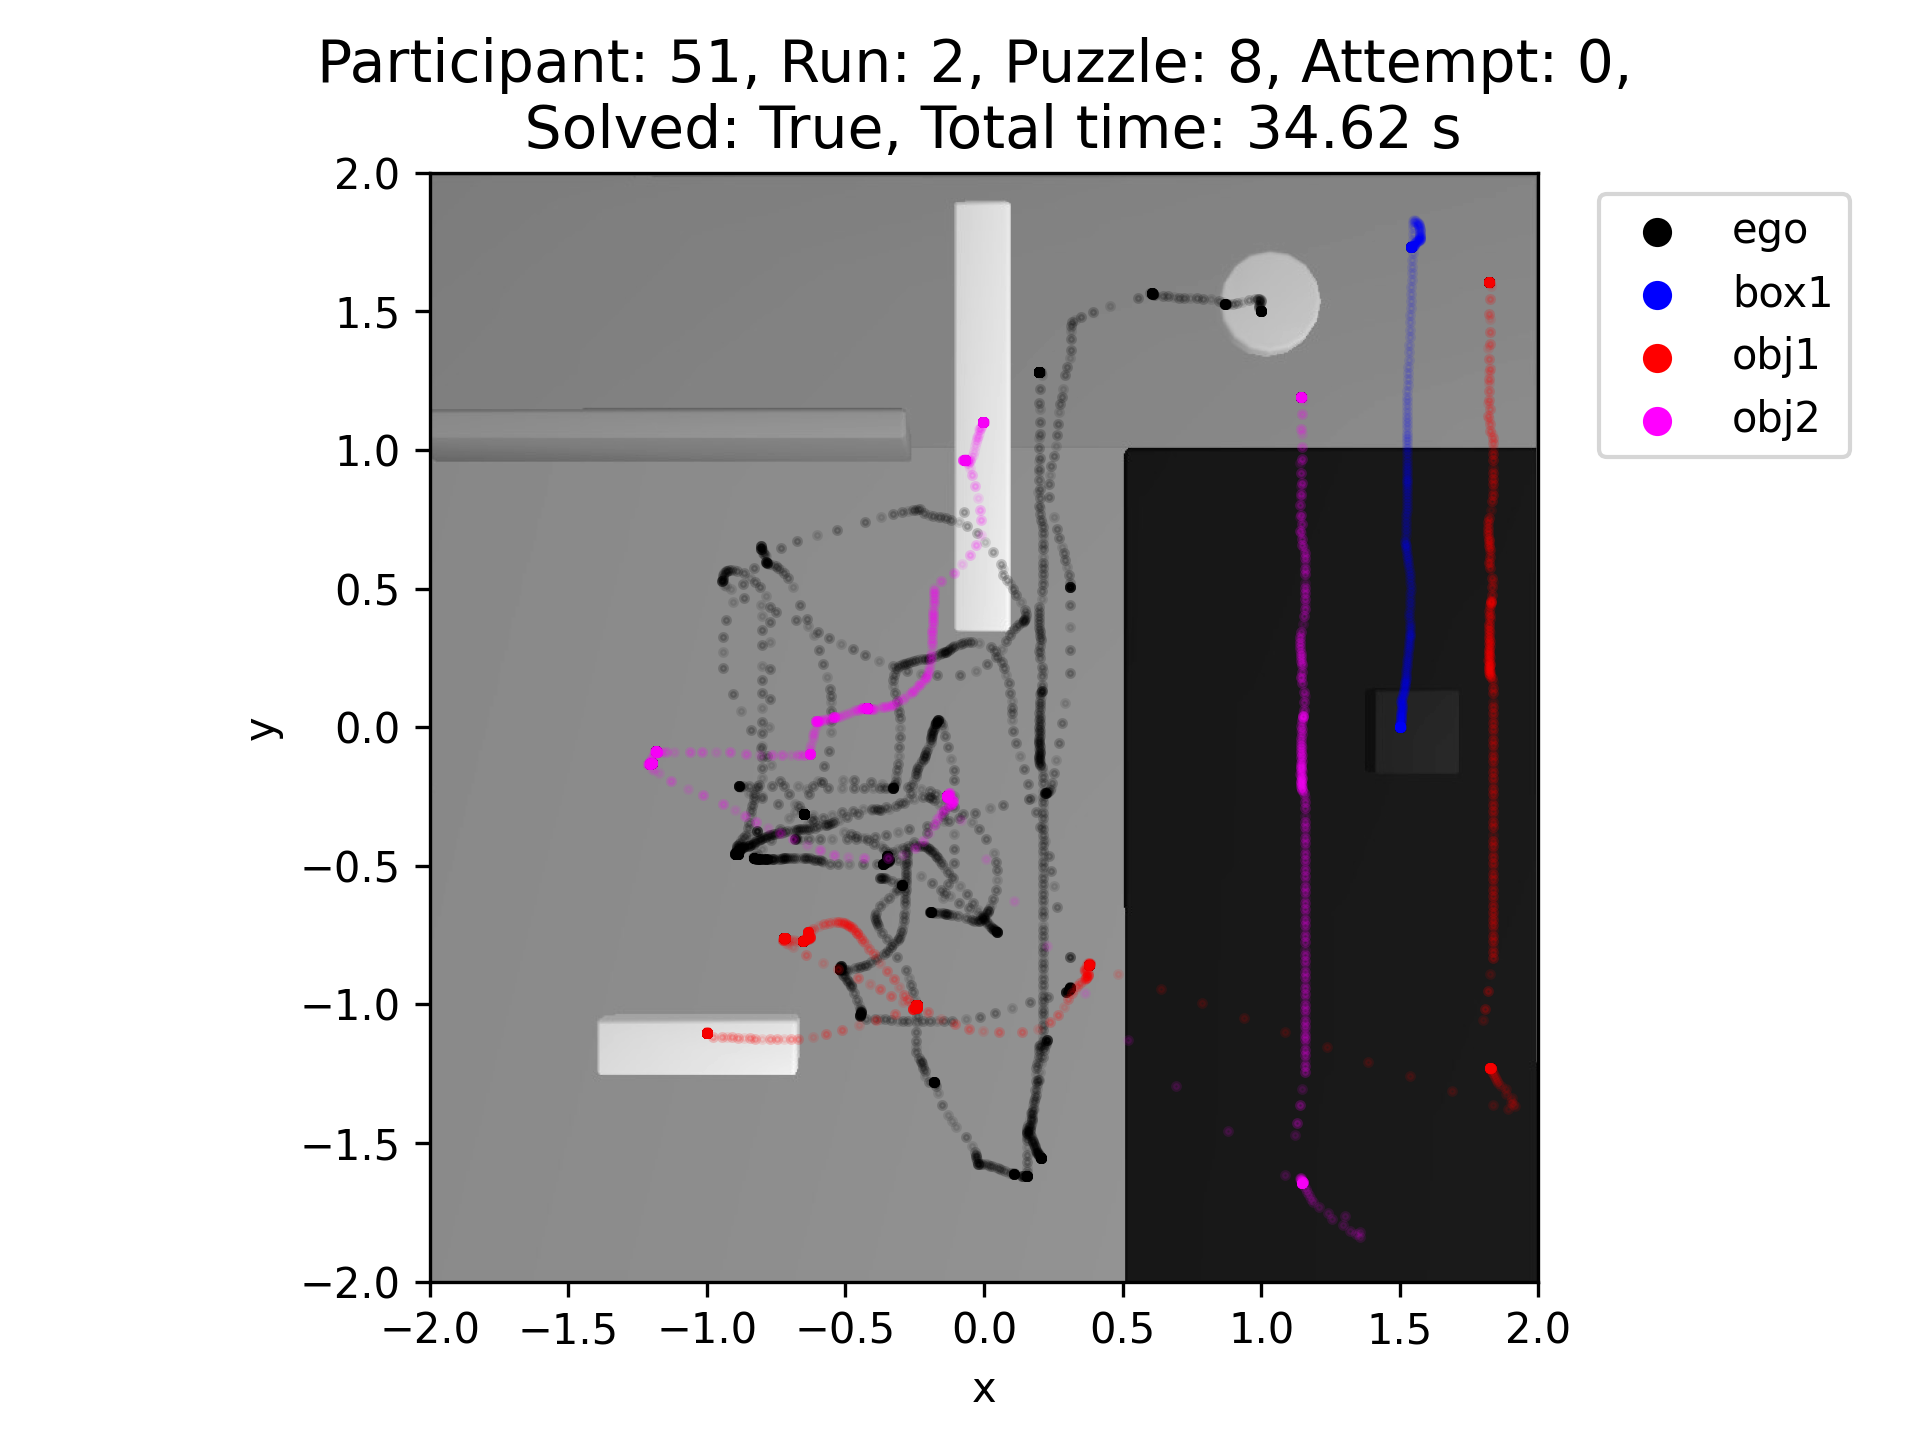 Participant: 51, Run: 2, Puzzle: 8, Attempt: 0,
Solved: True, Total time: 34.62 s
2.0
1.5
1.0
0.5
0.0
−0.5
−1.0
−1.5
−2.0
y
−2.0 −1.5 −1.0 −0.5 0.0 0.5 1.0 1.5 2.0
x
ego
box1
obj1
obj2